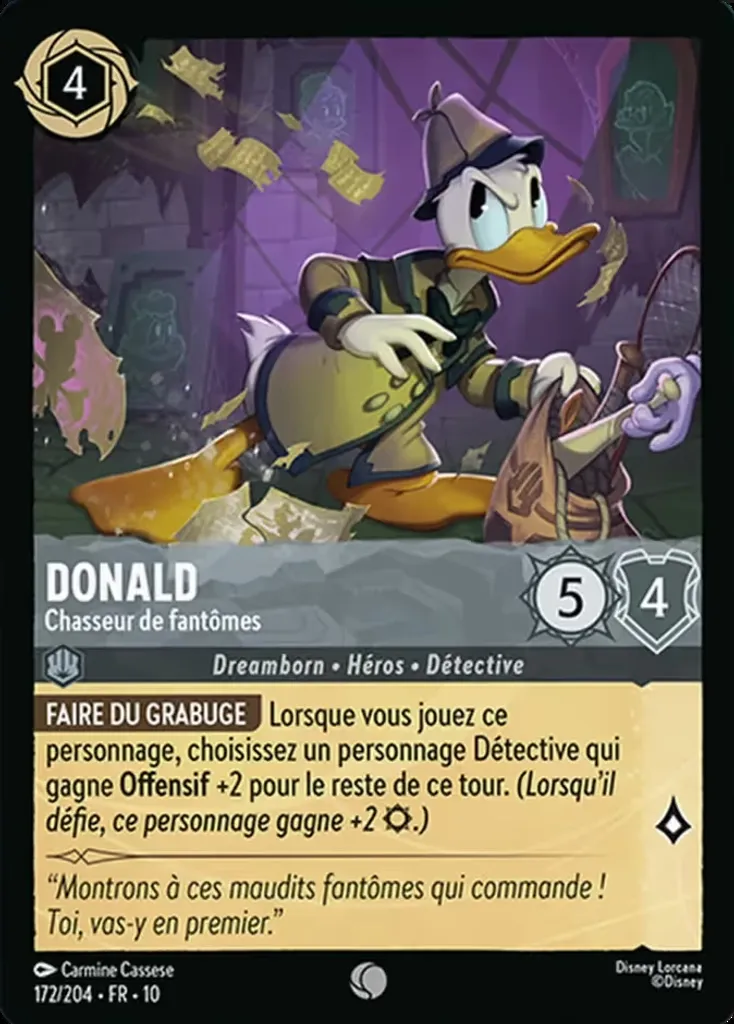 4
DONALD
Chasseur de fantômes
5
4
Dreamborn • Héros • Détective
FAIRE DU GRABUGE Lorsque vous jouez ce
personnage, choisissez un personnage Détective qui
gagne Offensif +2 pour le reste de ce tour. (Lorsqu'il
défie, ce personnage gagne +2 .)
“Montrons à ces maudits fantômes qui commande !
Toi, vas-y en premier.”
Carmine Cassese
172/204 • FR • 10
Disney Lorcana
©Disney